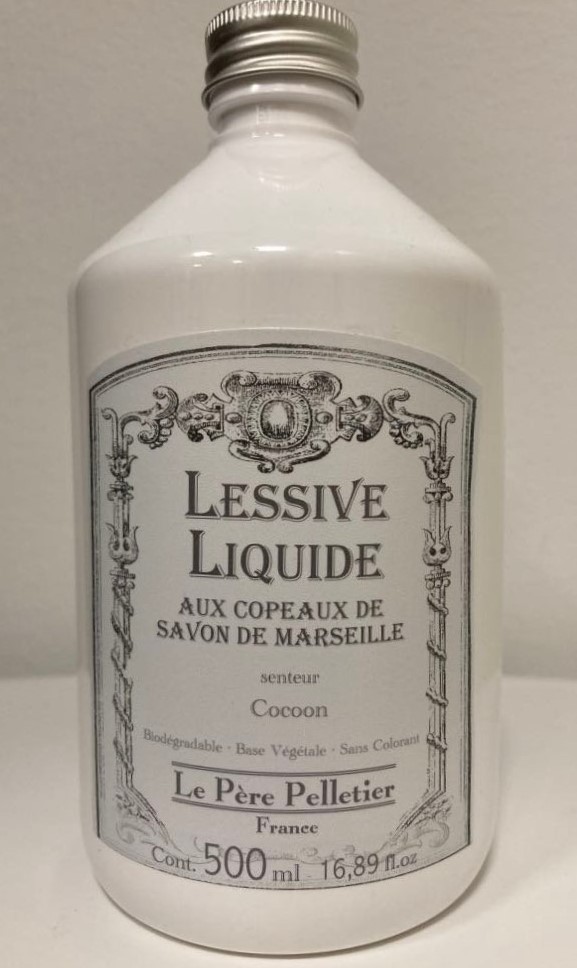 LESSIVE
LIQUIDE
AUX COPEAUX DE
SAVON DE MARSEILLE
senteur
Cocoon
Biodégradable · Base Végétale · Sans Colorant
Le Père Pelletier
France
Cont. 500 ml 16,89 fl.oz